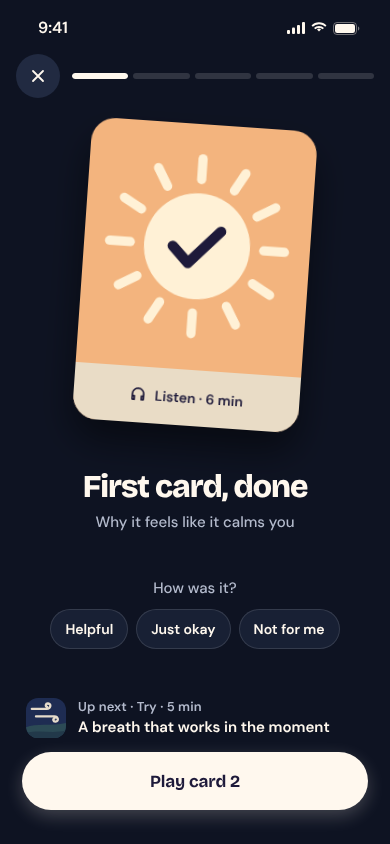 9:41
Listen · 6 min
First card, done
Why it feels like it calms you
How was it?
Helpful
Just okay
Not for me
Up next · Try · 5 min
A breath that works in the moment
Play card 2